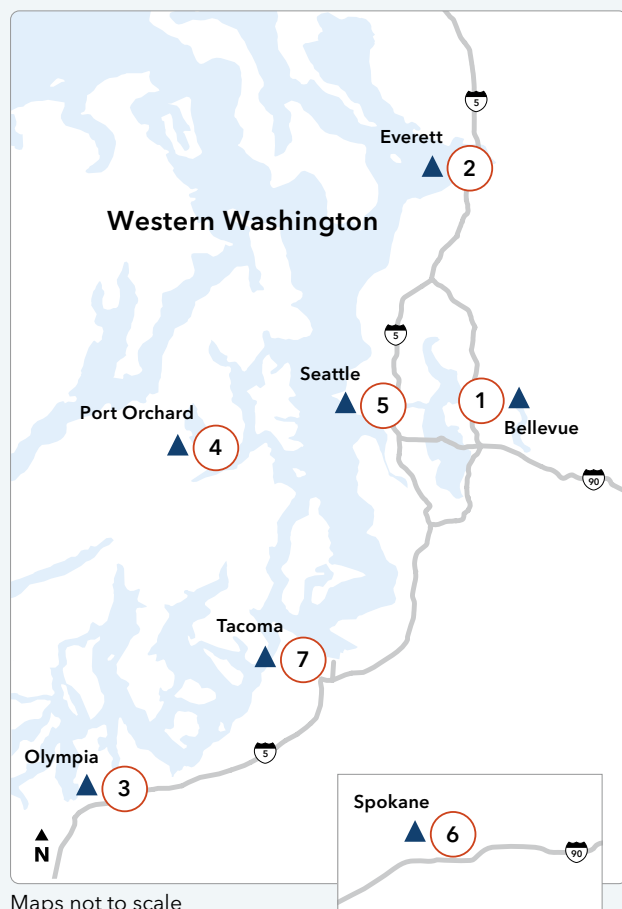 5
Everett
2
Western Washington
5
Seattle
5
1
Bellevue
Port Orchard
4
90
Tacoma
7
Olympia
5
3
N
Spokane
6
90
Maps not to scale